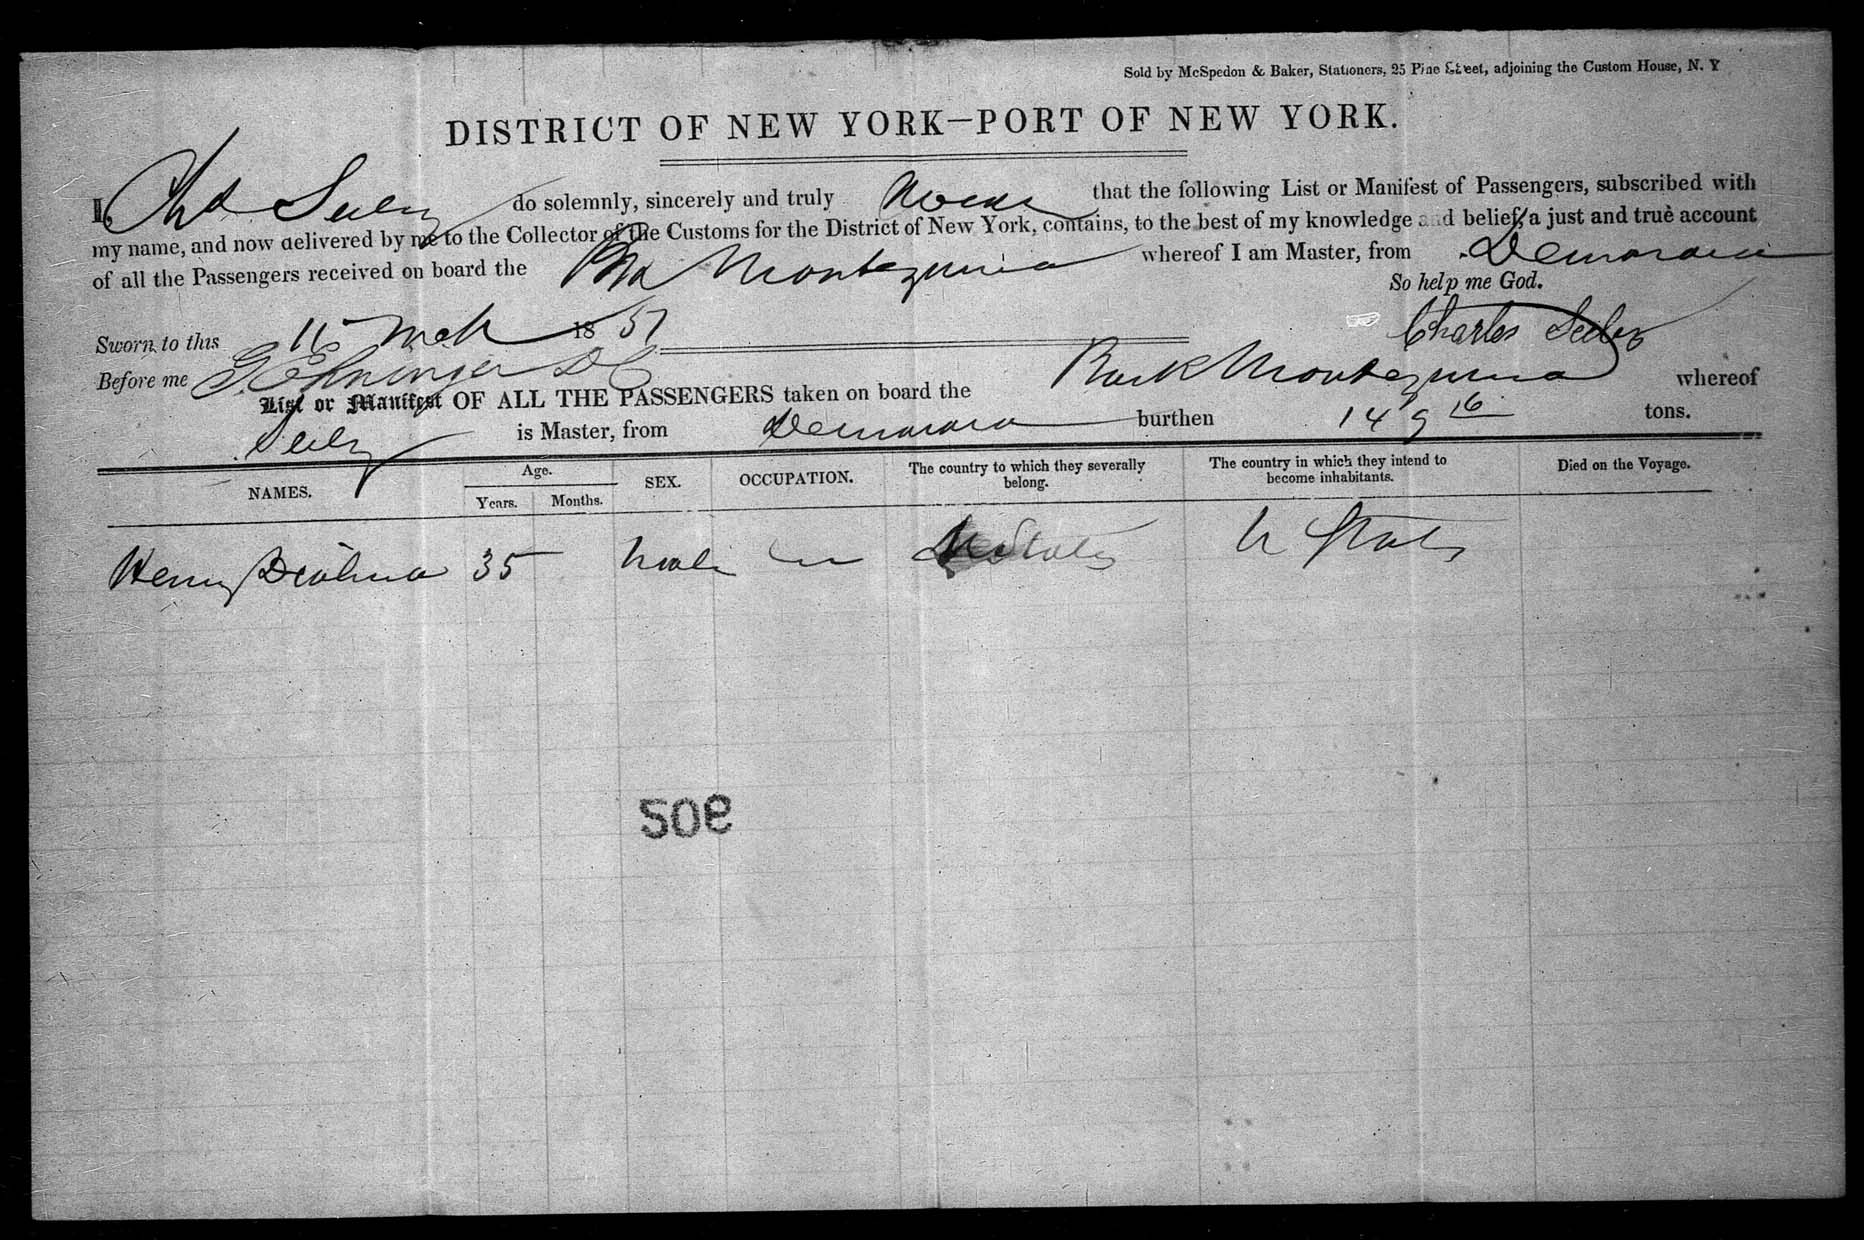 Sold by McSpedon & Baker, Stationers, 25 Pine Street, adjoining the Custom House, N. Y
DISTRICT OF NEW YORK—PORT OF NEW YORK.
I, Chs Seeley do solemnly, sincerely and truly Swear that the following List or Manifest of Passengers, subscribed with
my name, and now delivered by me to the Collector of the Customs for the District of New York, contains, to the best of my knowledge and belief, a just and true account
of all the Passengers received on board the Bk Montezuma whereof I am Master, from Demarara
So help me God.
Sworn to this 11 Mch 1851
Charles Seeley
Before me
List or Manifest OF ALL THE PASSENGERS taken on board the Bark Montezuma whereof
Seeley is Master, from Demarara burthen 149 16 tons.
NAMES. Age. SEX. OCCUPATION. The country to which they severally belong. The country in which they intend to become inhabitants. Died on the Voyage.
Years. Months.
Henry 35 male U States U States
902